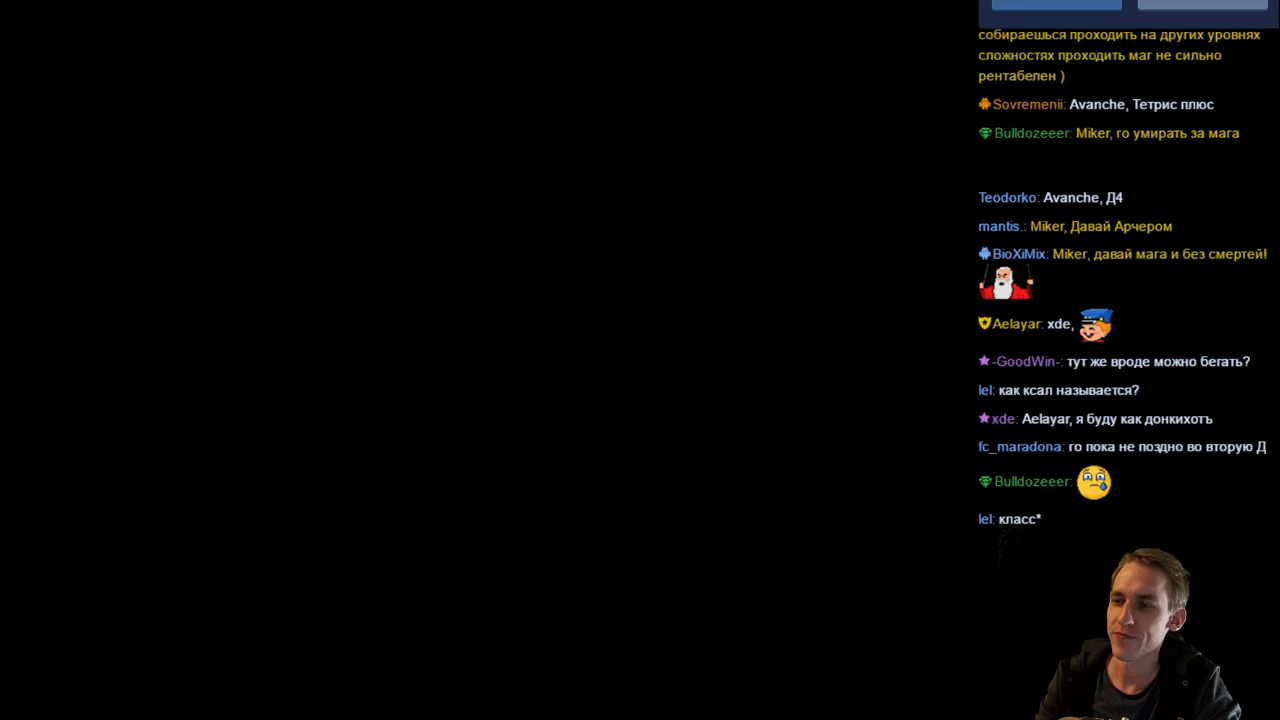 собираешься проходить на других уровнях
сложностях проходить маг не сильно
рентабелен )
Sovremenii: Avanche, Тетрис плюс
Bulldozeeer: Miker, го умирать за мага
Teodorko: Avanche, Д4
mantis.: Miker, Давай Арчером
BioXiMix: Miker, давай мага и без смертей!
Aelayar: xde,
-GoodWin-: тут же вроде можно бегать?
lel: как ксал называется?
xde: Aelayar, я буду как донкихотъ
fc_maradona: го пока не поздно во вторую Д
Bulldozeeer:
lel: класс*